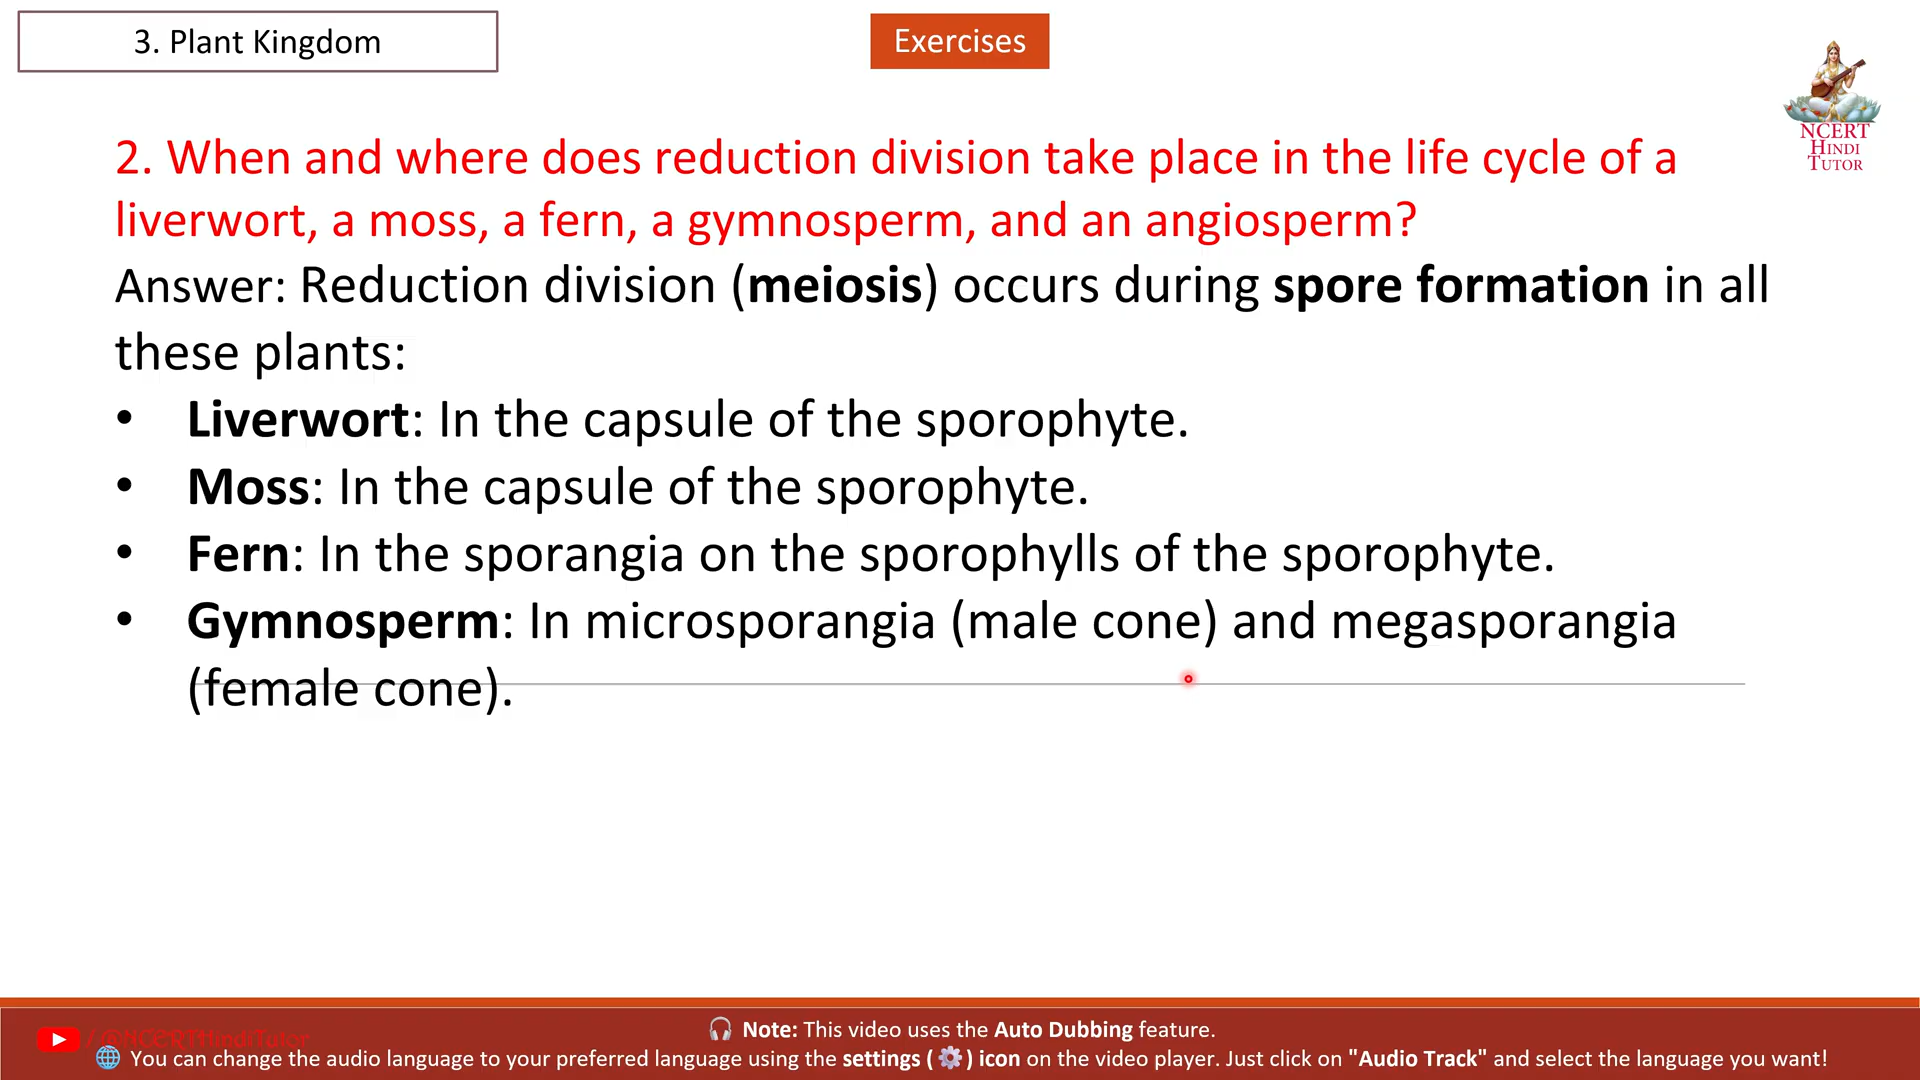 3. Plant Kingdom
Exercises
NCERT
HINDI
TUTOR
2. When and where does reduction division take place in the life cycle of a
liverwort, a moss, a fern, a gymnosperm, and an angiosperm?
Answer: Reduction division (meiosis) occurs during spore formation in all
these plants:
• Liverwort: In the capsule of the sporophyte.
• Moss: In the capsule of the sporophyte.
• Fern: In the sporangia on the sporophylls of the sporophyte.
• Gymnosperm: In microsporangia (male cone) and megasporangia
(female cone).
/@NCERTHindiTutor
🎧 Note: This video uses the Auto Dubbing feature.
🌐 You can change the audio language to your preferred language using the settings ( ⚙️ ) icon on the video player. Just click on "Audio Track" and select the language you want!